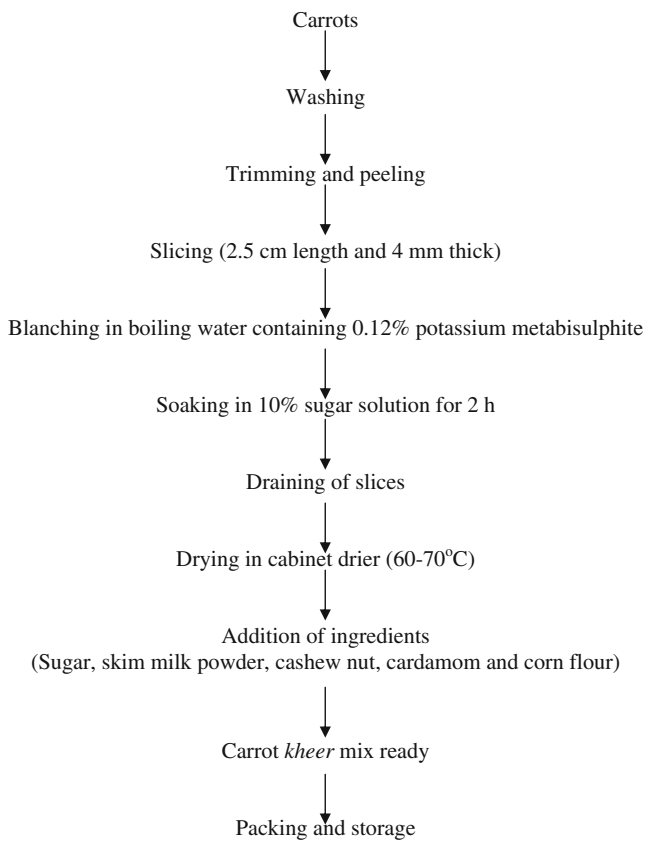 Carrots
Washing
Trimming and peeling
Slicing (2.5 cm length and 4 mm thick)
Blanching in boiling water containing 0.12% potassium metabisulphite
Soaking in 10% sugar solution for 2 h
Draining of slices
Drying in cabinet drier (60-70°C)
Addition of ingredients
(Sugar, skim milk powder, cashew nut, cardamom and corn flour)
Carrot kheer mix ready
Packing and storage